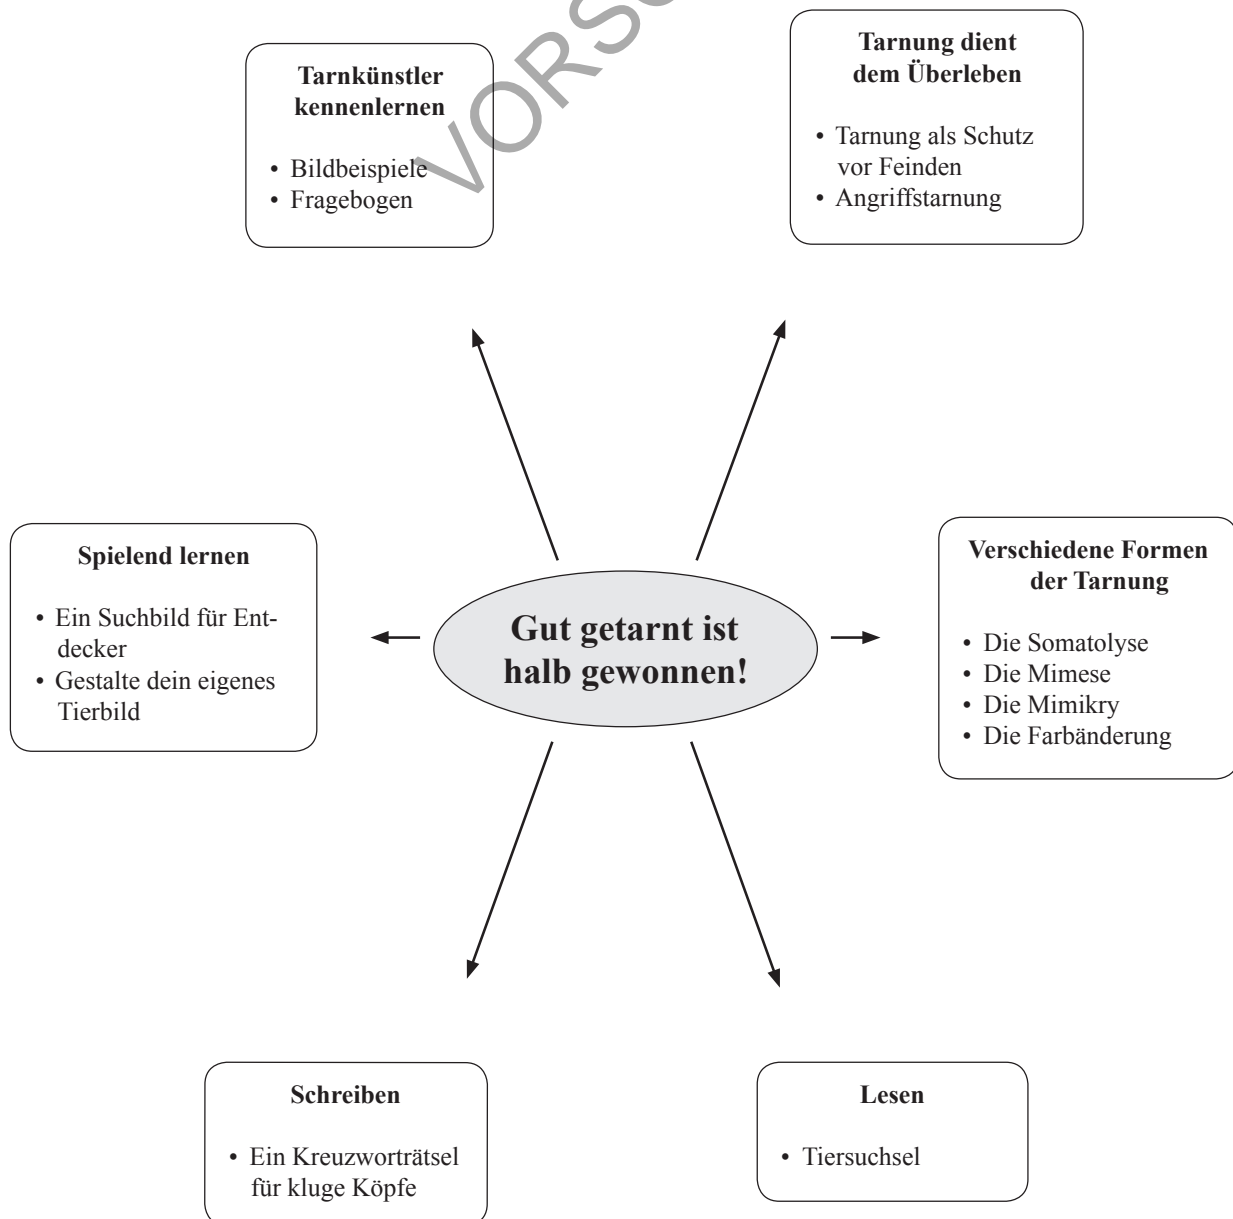 VORSC
Tarnkünstler
kennenlernen
• Bildbeispiele
• Fragebogen
Tarnung dient
dem Überleben
• Tarnung als Schutz
vor Feinden
• Angriffstarnung
Spielend lernen
• Ein Suchbild für Ent-
decker
• Gestalte dein eigenes
Tierbild
Gut getarnt ist
halb gewonnen!
Verschiedene Formen
der Tarnung
• Die Somatolyse
• Die Mimese
• Die Mimikry
• Die Farbänderung
Schreiben
• Ein Kreuzworträtsel
für kluge Köpfe
Lesen
• Tiersuchsel